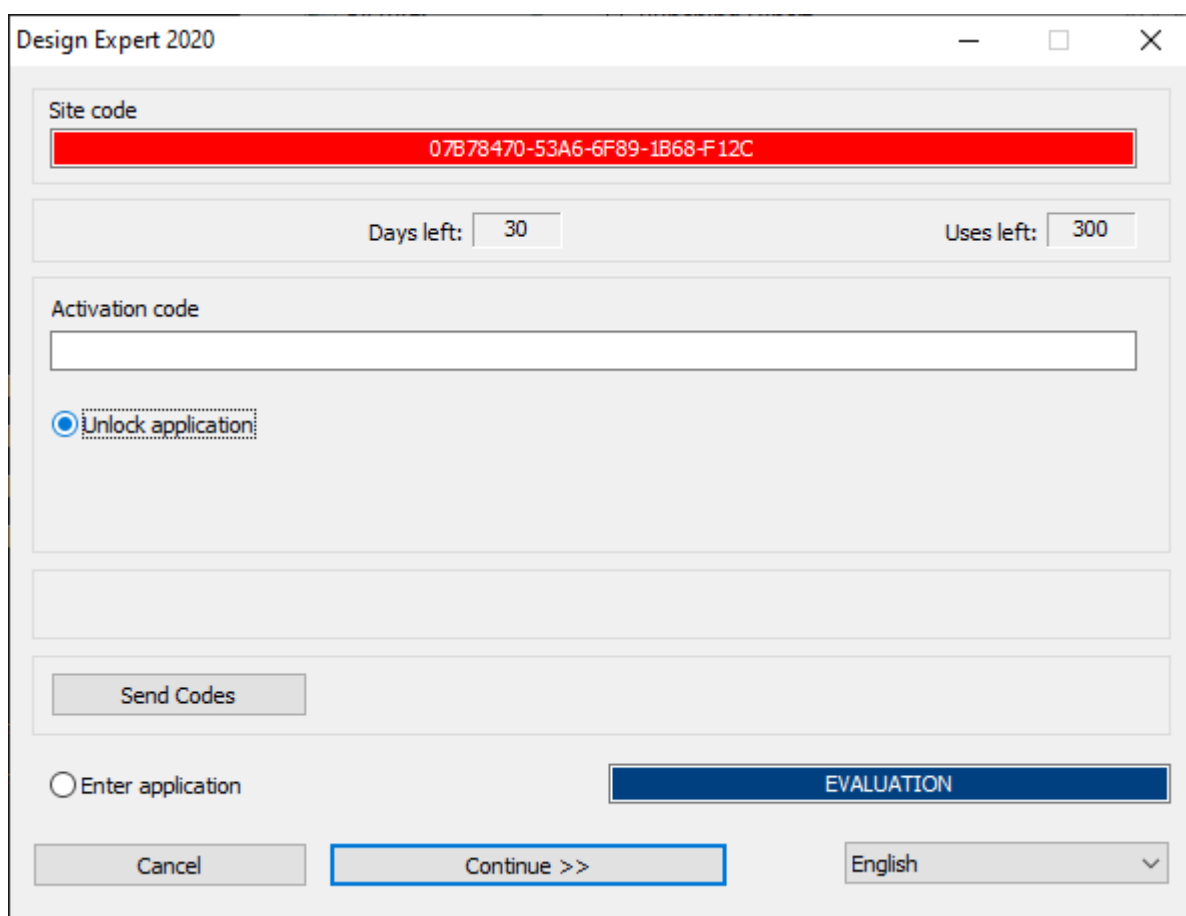 Design Expert 2020
Site code
07B78470-53A6-6F89-1B68-F12C
Days left: 30 Uses left: 300
Activation code
Unlock application
Send Codes
Enter application EVALUATION
Cancel Continue >> English